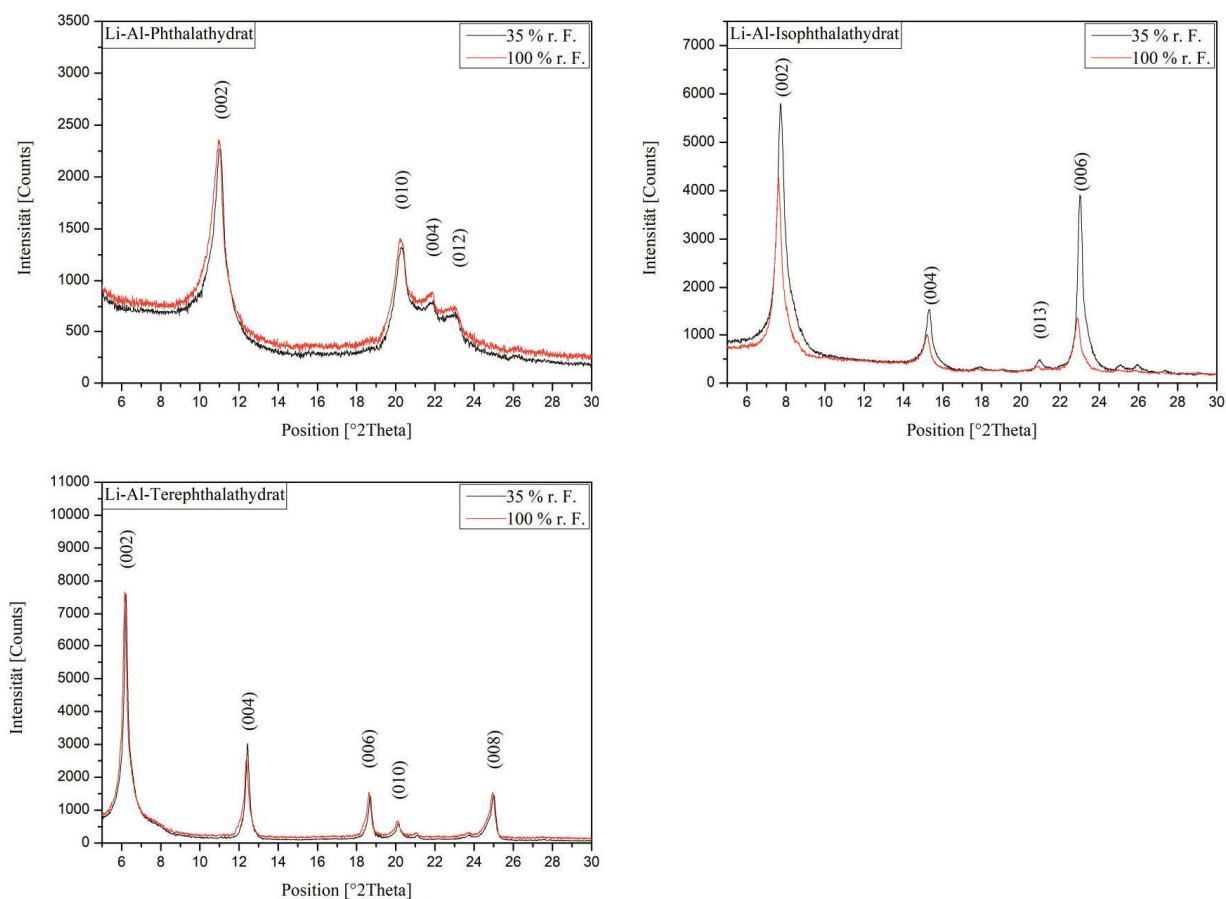 Li-Al-Phthalathydrat
35 % r. F.
100 % r. F.
(002)
(010)
(004)
(012)
3500
3000
2500
2000
1500
1000
500
0
Intensität [Counts]
6 8 10 12 14 16 18 20 22 24 26 28 30
Position [°2Theta]
Li-Al-Isophthalathydrat
35 % r. F.
100 % r. F.
(002)
(004)
(013)
(006)
7000
6000
5000
4000
3000
2000
1000
0
Intensität [Counts]
6 8 10 12 14 16 18 20 22 24 26 28 30
Position [°2Theta]
Li-Al-Terephthalathydrat
35 % r. F.
100 % r. F.
(002)
(004)
(006)
(010)
(008)
11000
10000
9000
8000
7000
6000
5000
4000
3000
2000
1000
0
Intensität [Counts]
6 8 10 12 14 16 18 20 22 24 26 28 30
Position [°2Theta]